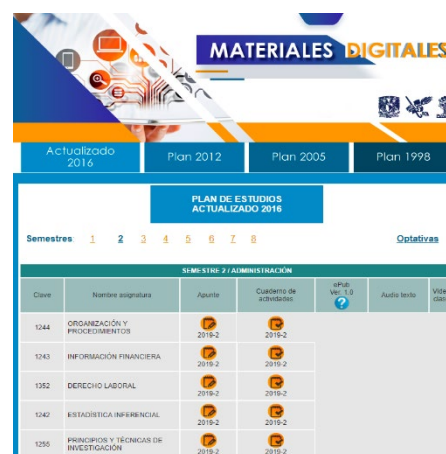 MATERIALES DIGITALES
Actualizado 2016
Plan 2012
Plan 2005
Plan 1998
PLAN DE ESTUDIOS
ACTUALIZADO 2016
Semestres 1 2 3 4 5 6 7 8 Optativas
SEMESTRE 2 / ADMINISTRACIÓN
Clave Nombre asignatura Apunte Cuaderno de actividades ePub Ver. 1.0 ? Audio texto
1244 ORGANIZACIÓN Y PROCEDIMIENTOS 2019-2 2019-2
1243 INFORMACIÓN FINANCIERA 2019-2 2019-2
1352 DERECHO LABORAL 2019-2 2019-2
1242 ESTADÍSTICA INFERENCIAL 2019-2 2019-2
1255 PRINCIPIOS Y TÉCNICAS DE INVESTIGACIÓN 2019-2 2019-2